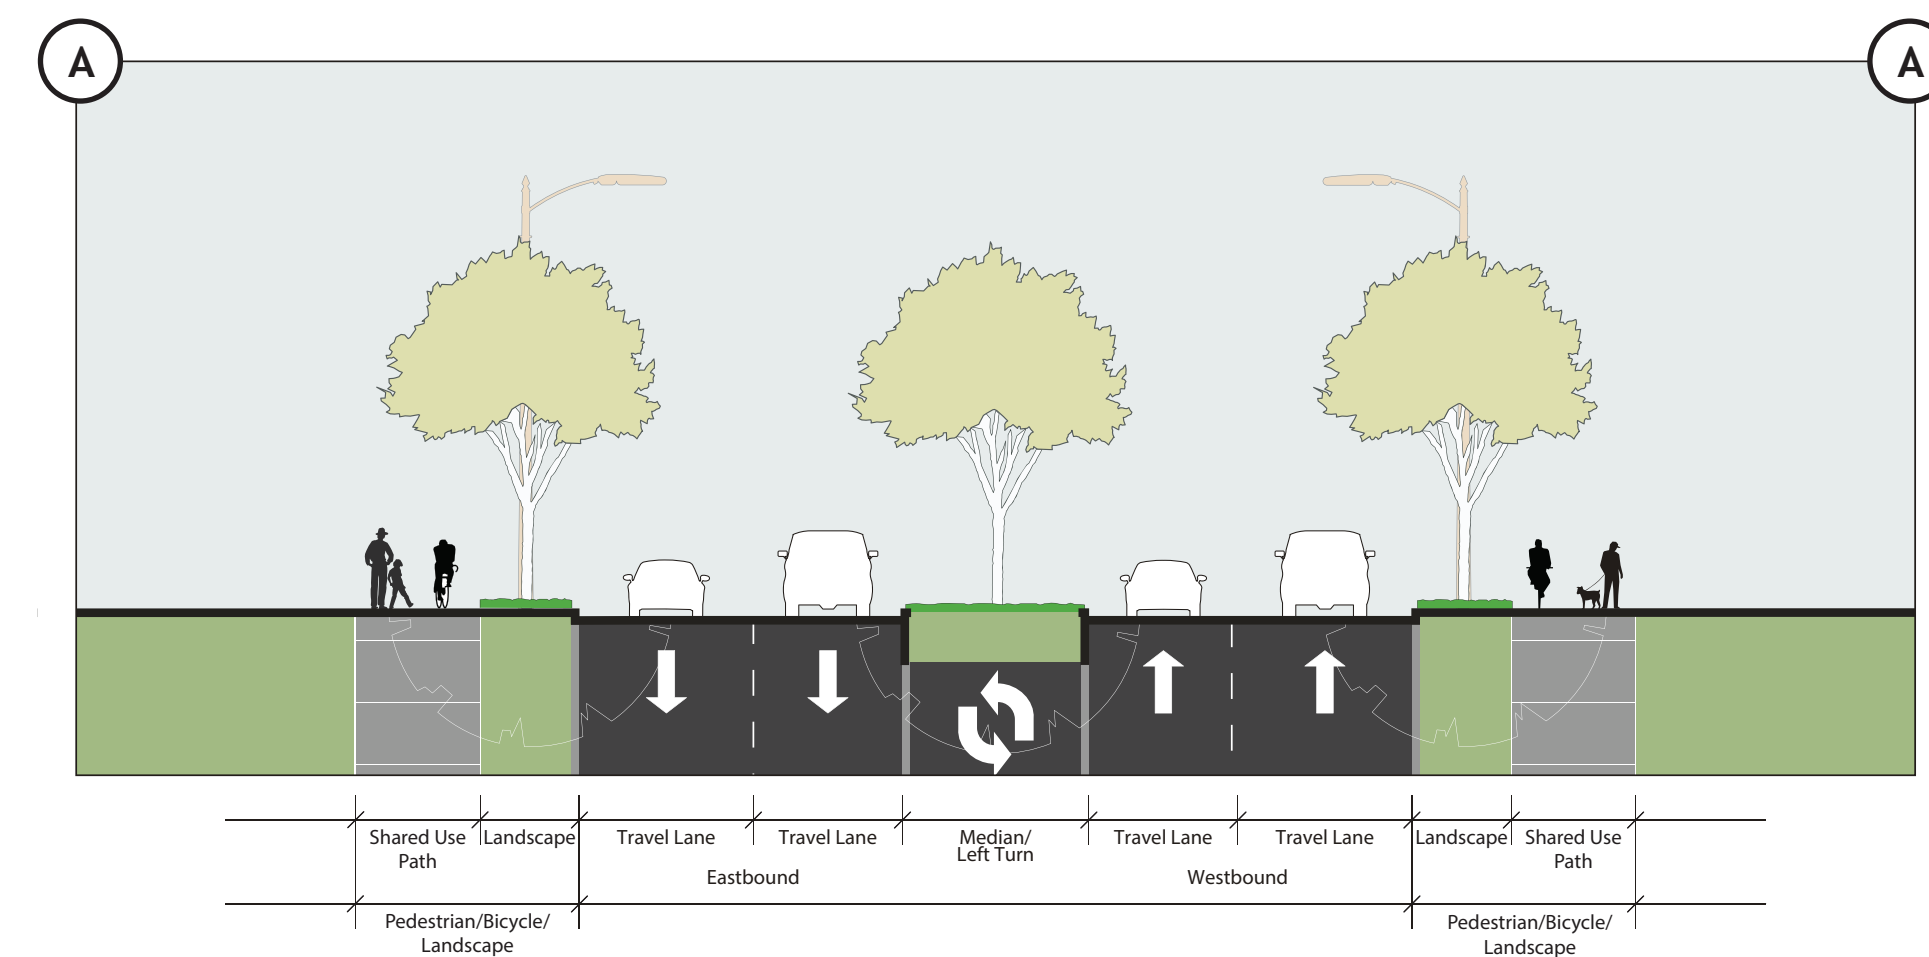 A
A
Shared Use
Path
Landscape
Travel Lane
Travel Lane
Median/
Left Turn
Travel Lane
Travel Lane
Landscape
Shared Use
Path
Eastbound
Westbound
Pedestrian/Bicycle/
Landscape
Pedestrian/Bicycle/
Landscape